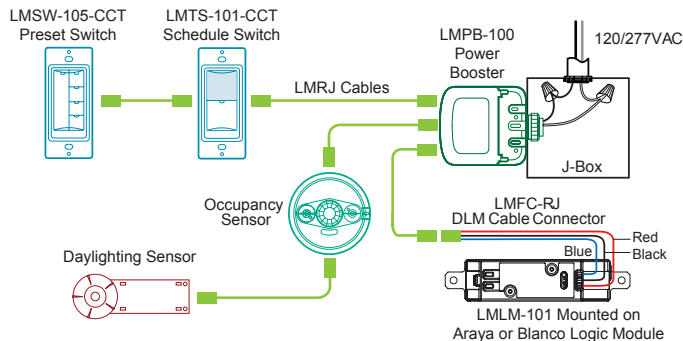 LMSW-105-CCT
Preset Switch
LMTS-101-CCT
Schedule Switch
LMPB-100
Power
Booster
120/277VAC
LMRJ Cables
J-Box
Occupancy
Sensor
LMFC-RJ
DLM Cable Connector
Red
Blue
Black
Daylighting Sensor
LMLM-101 Mounted on
Araya or Blanco Logic Module